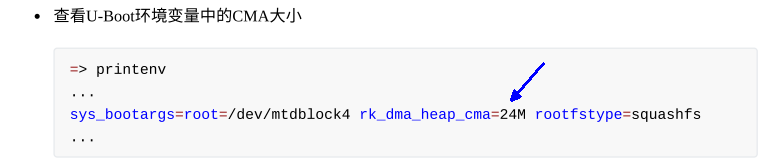 查看U-Boot环境变量中的CMA大小
=> printenv
...
sys_bootargs=root=/dev/mtdblock4 rk_dma_heap_cma=24M rootfstype=squashfs
...